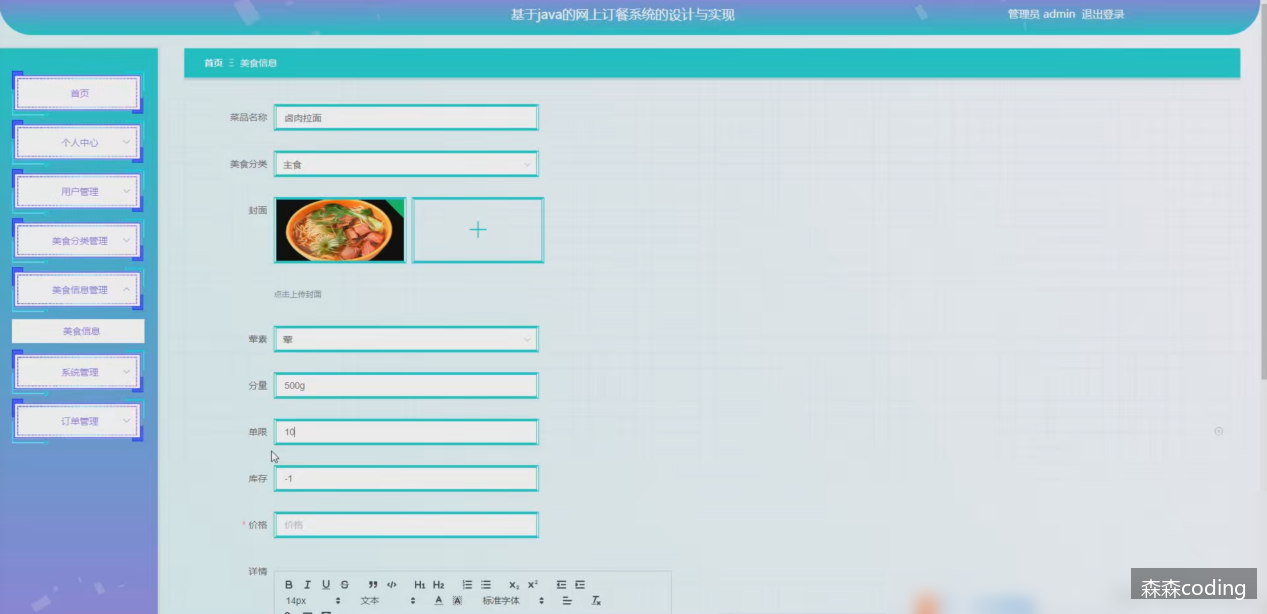 基于java的网上订餐系统的设计与实现
管理员 admin 退出登录
首页 Ξ 美食信息
首页
个人中心
用户管理
美食分类管理
美食信息管理
美食信息
系统管理
订单管理
菜品名称 卤肉拉面
美食分类 主食
封面
点击上传封面
荤素 荤
分量 500g
单限 10
库存 -1
* 价格 价格
详情
B I U S ” </> H1 H2 X2 X²
14px 文本 A A 标准字体 Tx
森森coding